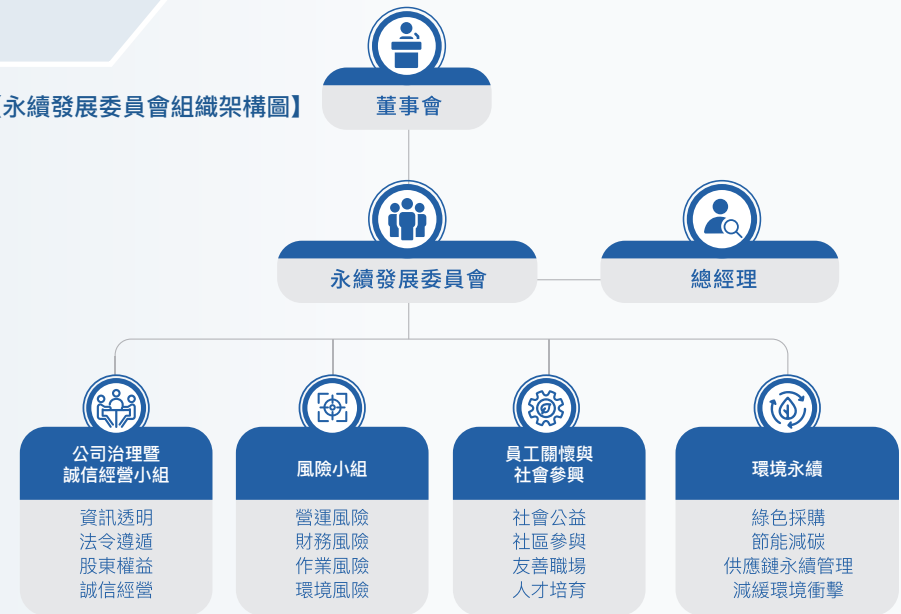 【永續發展委員會組織架構圖】
董事會
永續發展委員會
總經理
公司治理暨
誠信經營小組
資訊透明
法令遵遁
股東權益
誠信經營
風險小組
營運風險
財務風險
作業風險
環境風險
員工關懷與
社會參興
社會公益
社區參與
友善職場
人才培育
環境永續
綠色採購
節能減碳
供應鏈永續管理
減緩環境衝擊